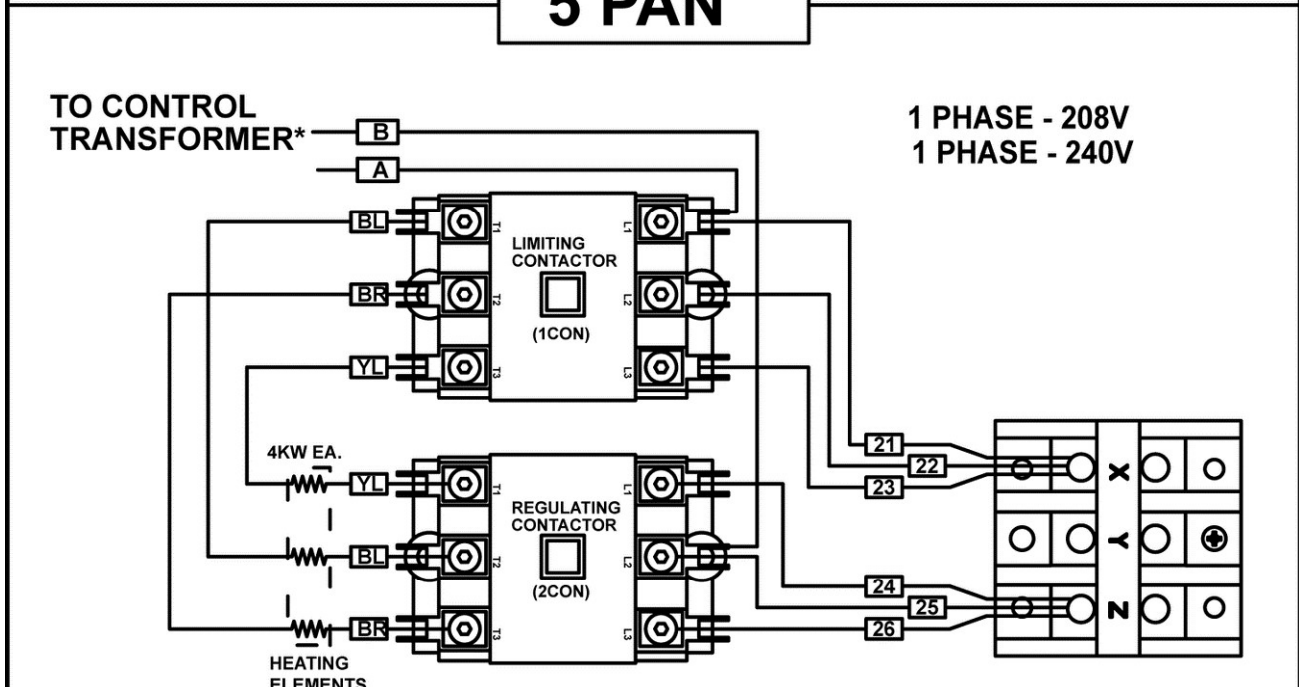 5 PAN
TO CONTROL
TRANSFORMER*
B
A
1 PHASE - 208V
1 PHASE - 240V
BL
T1
L1
LIMITING
CONTACTOR
BR
T2
L2
(1CON)
YL
T3
L3
21
22
23
X
4KW EA.
YL
T1
L1
REGULATING
CONTACTOR
Y
BL
T2
L2
(2CON)
24
25
26
Z
BR
T3
L3
HEATING
ELEMENTS